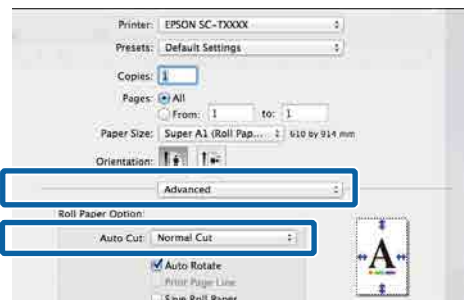 Printer: EPSON SC-TXXXX
Presets: Default Settings
Copies: 1
Pages: All
From: 1 to: 1
Paper Size: Super A1 (Roll Pap... 610 by 914 mm
Orientation:
Advanced
Roll Paper Option:
Auto Cut: Normal Cut
Auto Rotate
Print Page Line
Save Roll Paper
A